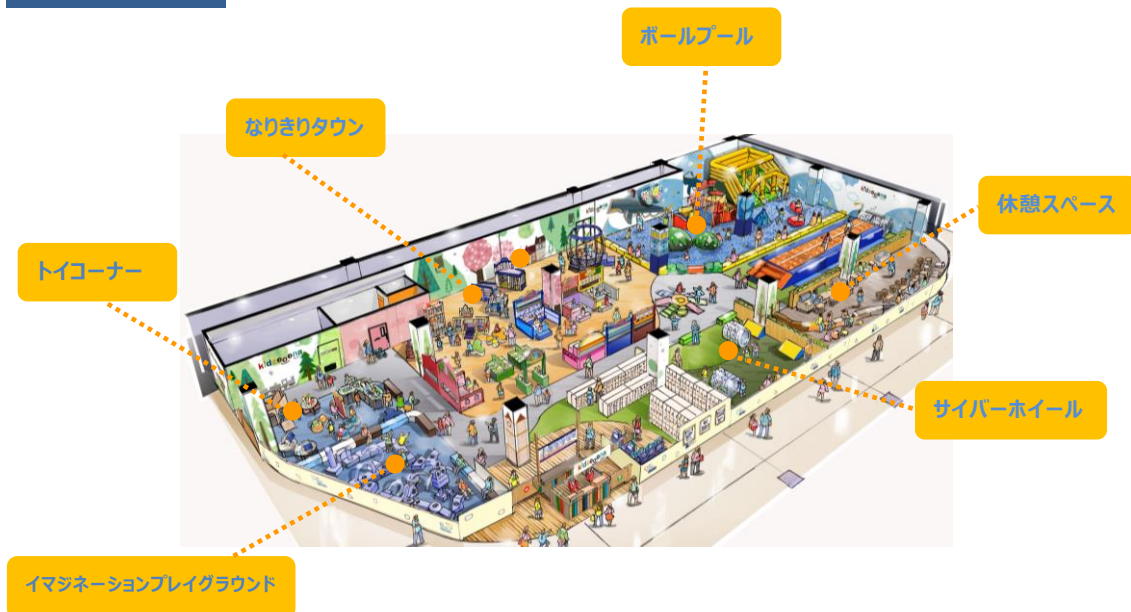 ボールプール
なりきりタウン
休憩スペース
トイコーナー
kidzoona
サイバーホイール
イマジネーションプレイグラウンド